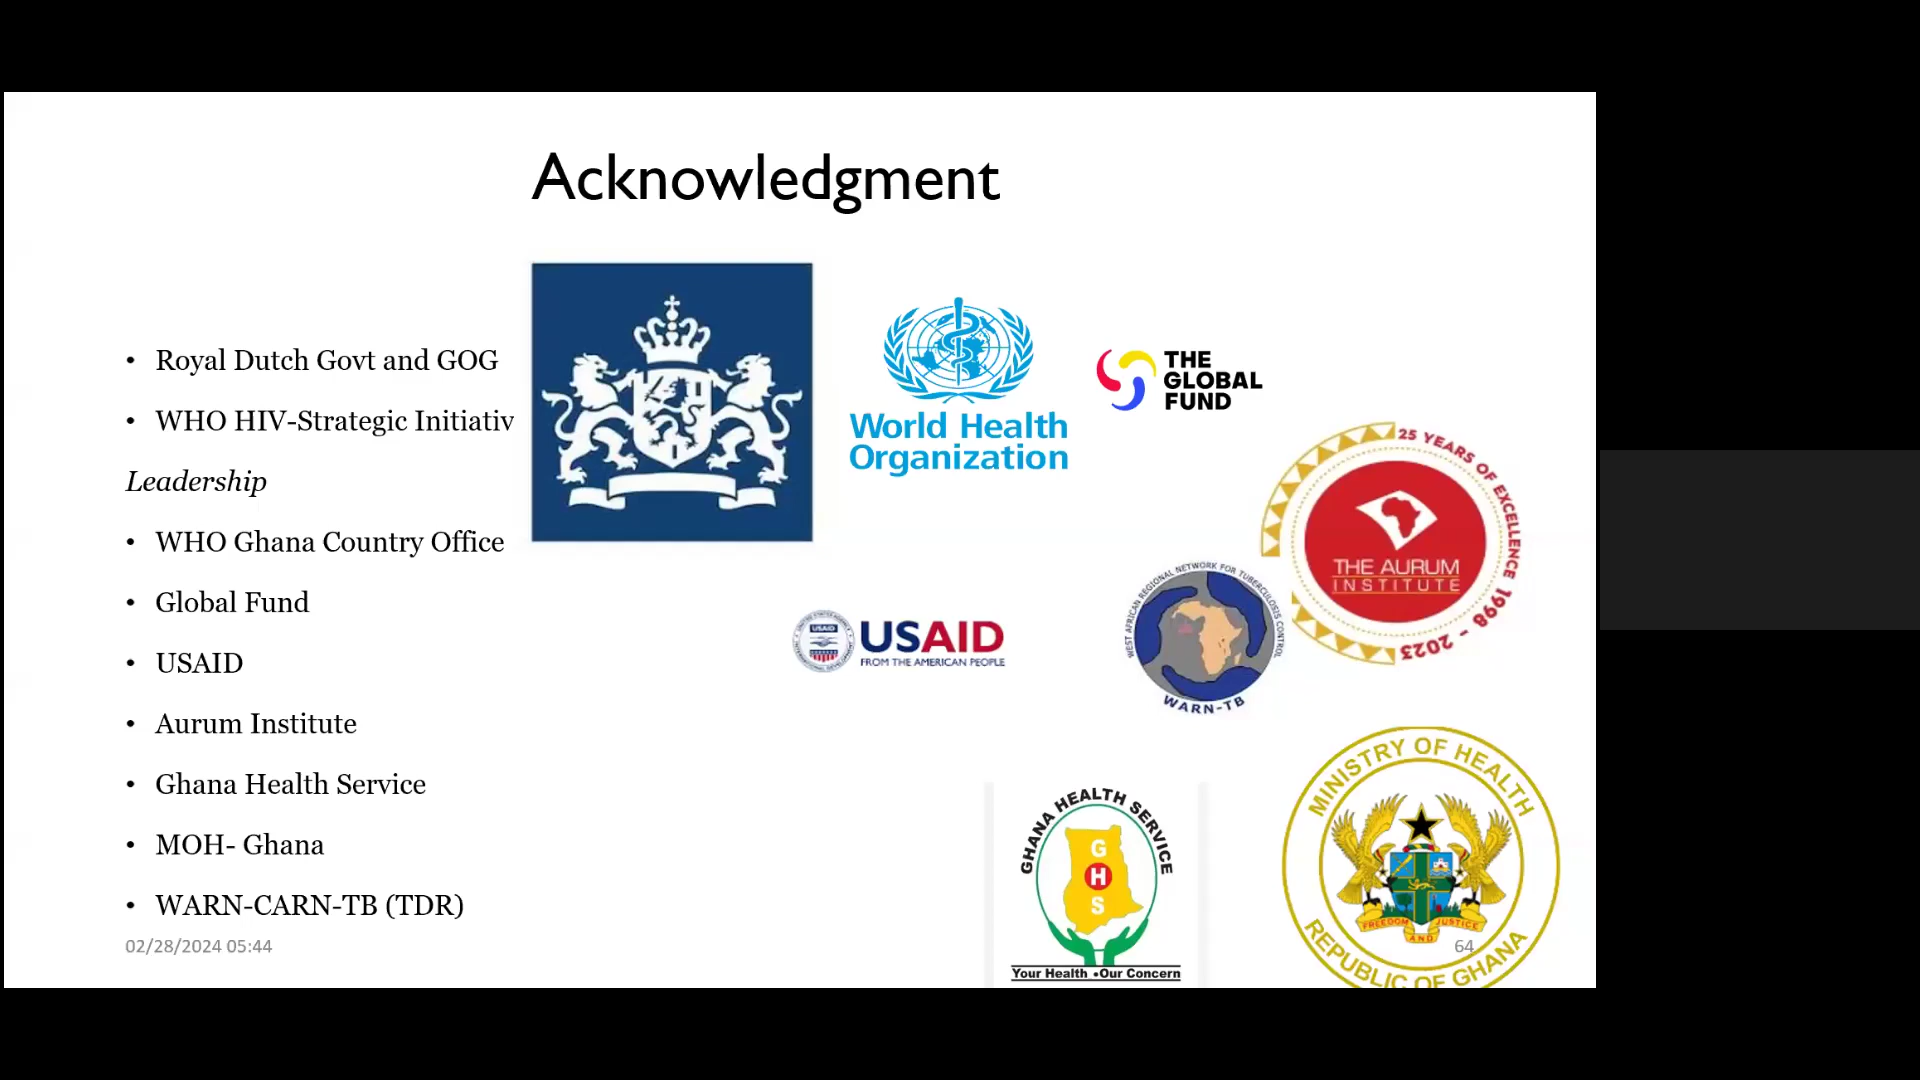 Acknowledgment
• Royal Dutch Govt and GOG
• WHO HIV-Strategic Initiativ
Leadership
• WHO Ghana Country Office
• Global Fund
• USAID
• Aurum Institute
• Ghana Health Service
• MOH- Ghana
• WARN-CARN-TB (TDR)
02/28/2024 05:44
World Health
Organization
THE
GLOBAL
FUND
25 YEARS OF EXCELLENCE 1998 - 2023
THE AURUM
INSTITUTE
USAID
USAID
FROM THE AMERICAN PEOPLE
WEST AFRICAN REGIONAL NETWORK FOR TUBERCULOSIS CONTROL
WARN-TB
GHANA HEALTH SERVICE
G
H
S
Your Health •Our Concern
MINISTRY OF HEALTH
FREEDOM AND JUSTICE
REPUBLIC OF GHANA
64